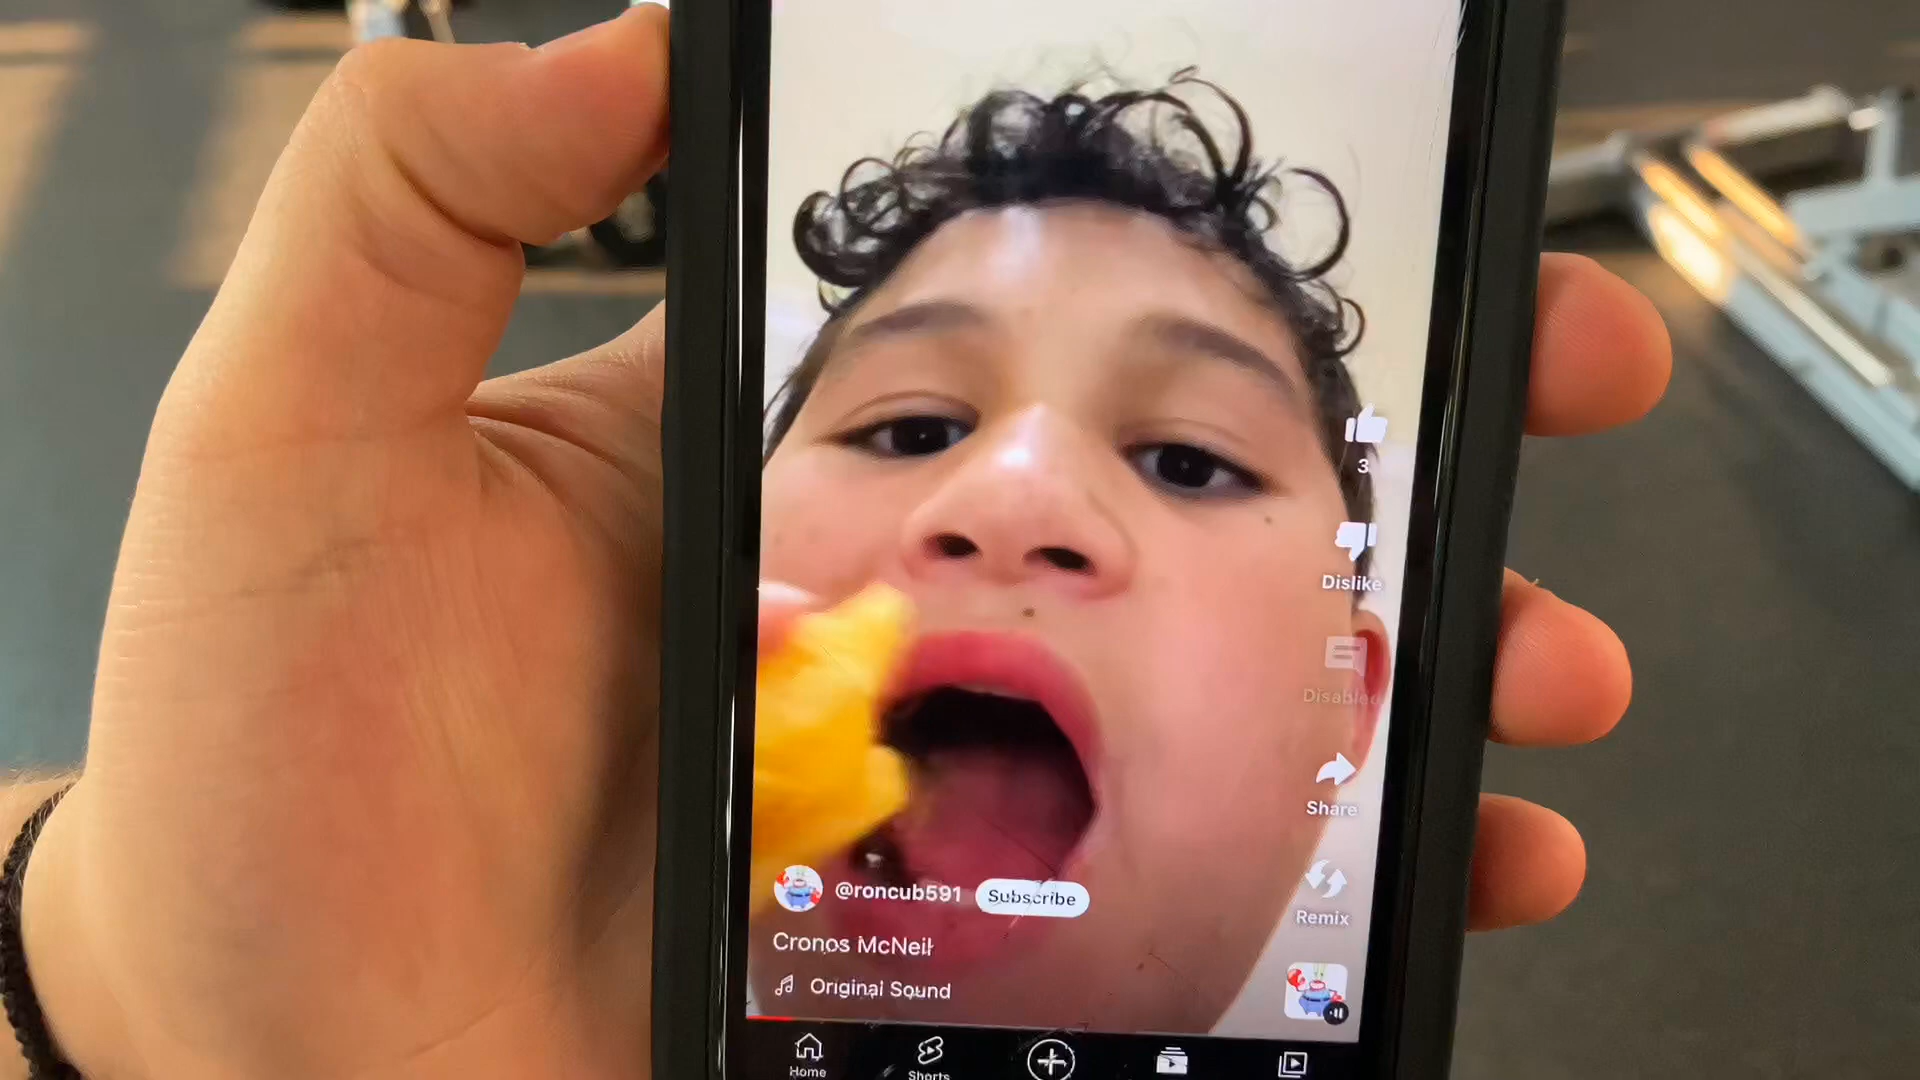 3
Dislike
Disabled
Share
Remix
@roncub591 Subscribe
Cronos McNeil
Original Sound
Home
Shorts